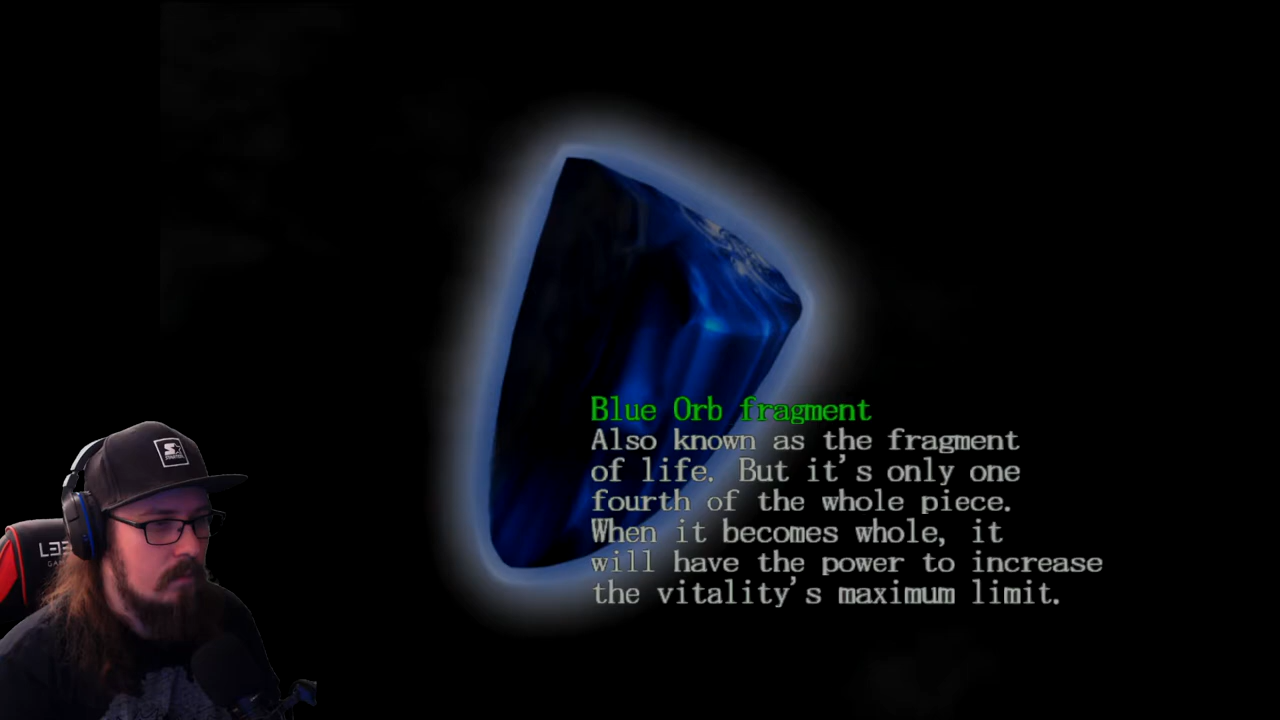 Blue Orb fragment
Also known as the fragment
of life. But it's only one
fourth of the whole piece.
When it becomes whole, it
will have the power to increase
the vitality's maximum limit.